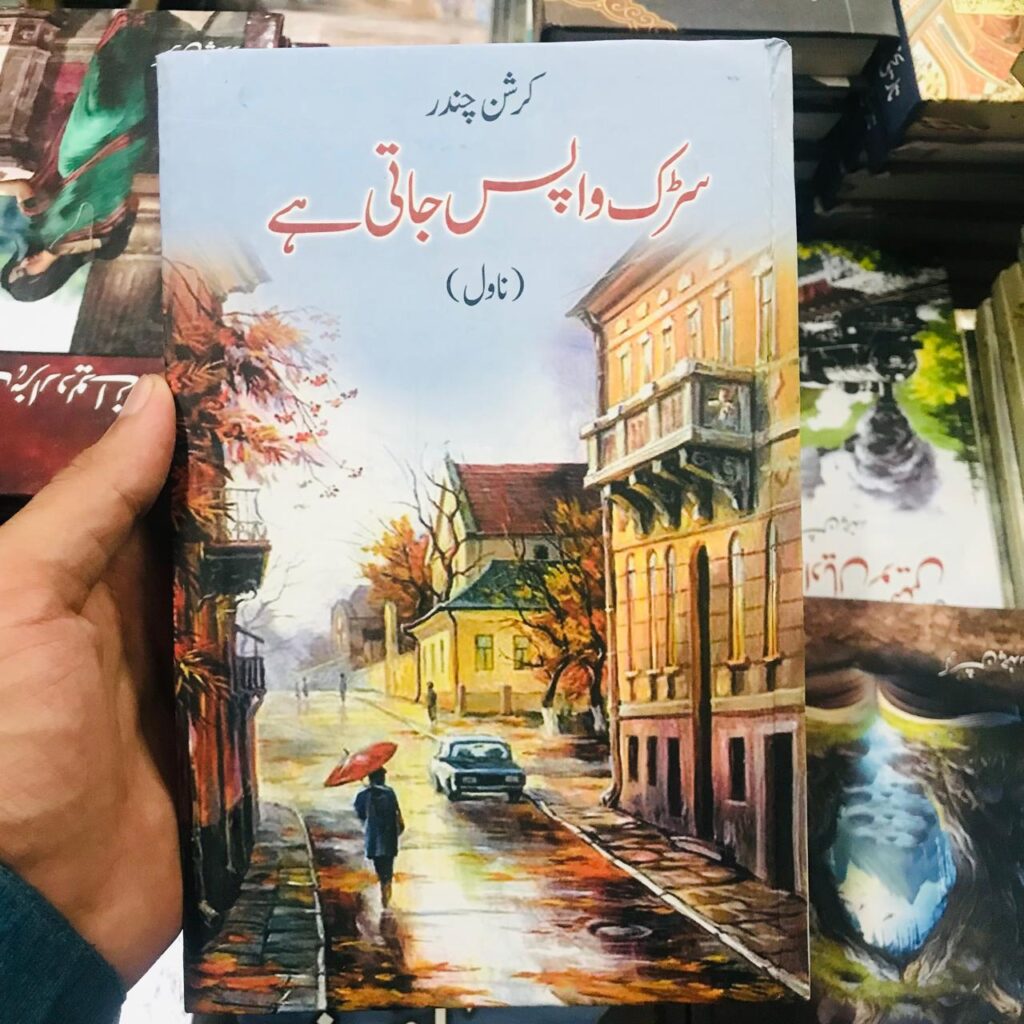 کرشن چندر
سڑک واپس جاتی ہے
(ناول)